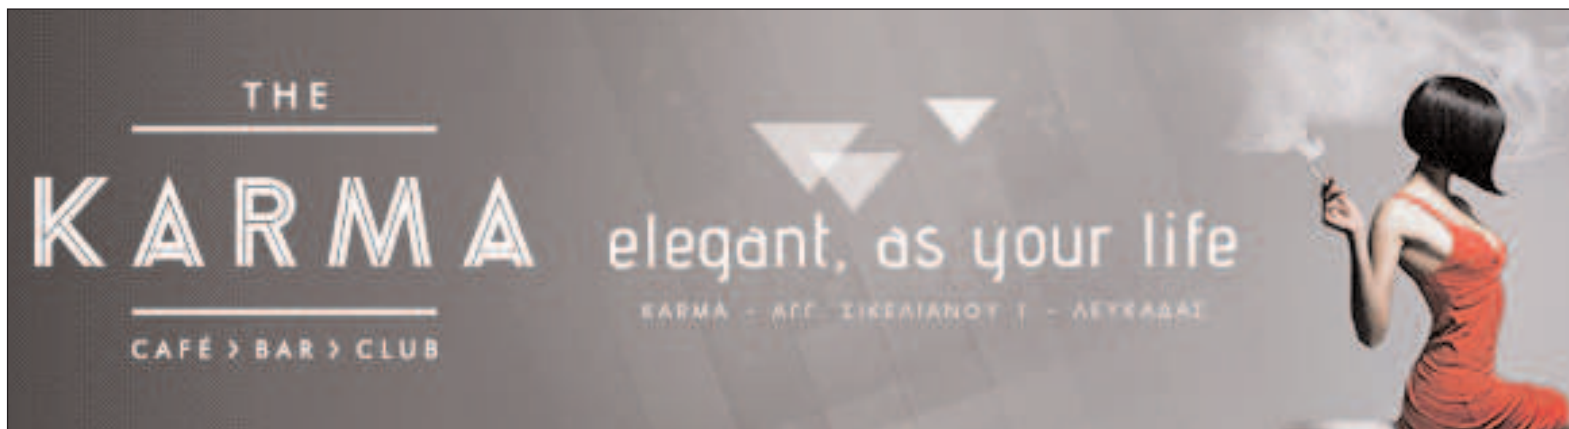 THE
KARMA
CAFÉ > BAR > CLUB
elegant, as your life
KARMA - ΑΓΓ. ΣΙΚΕΛΙΑΝΟΥ 1 - ΛΕΥΚΑΔΑΣ